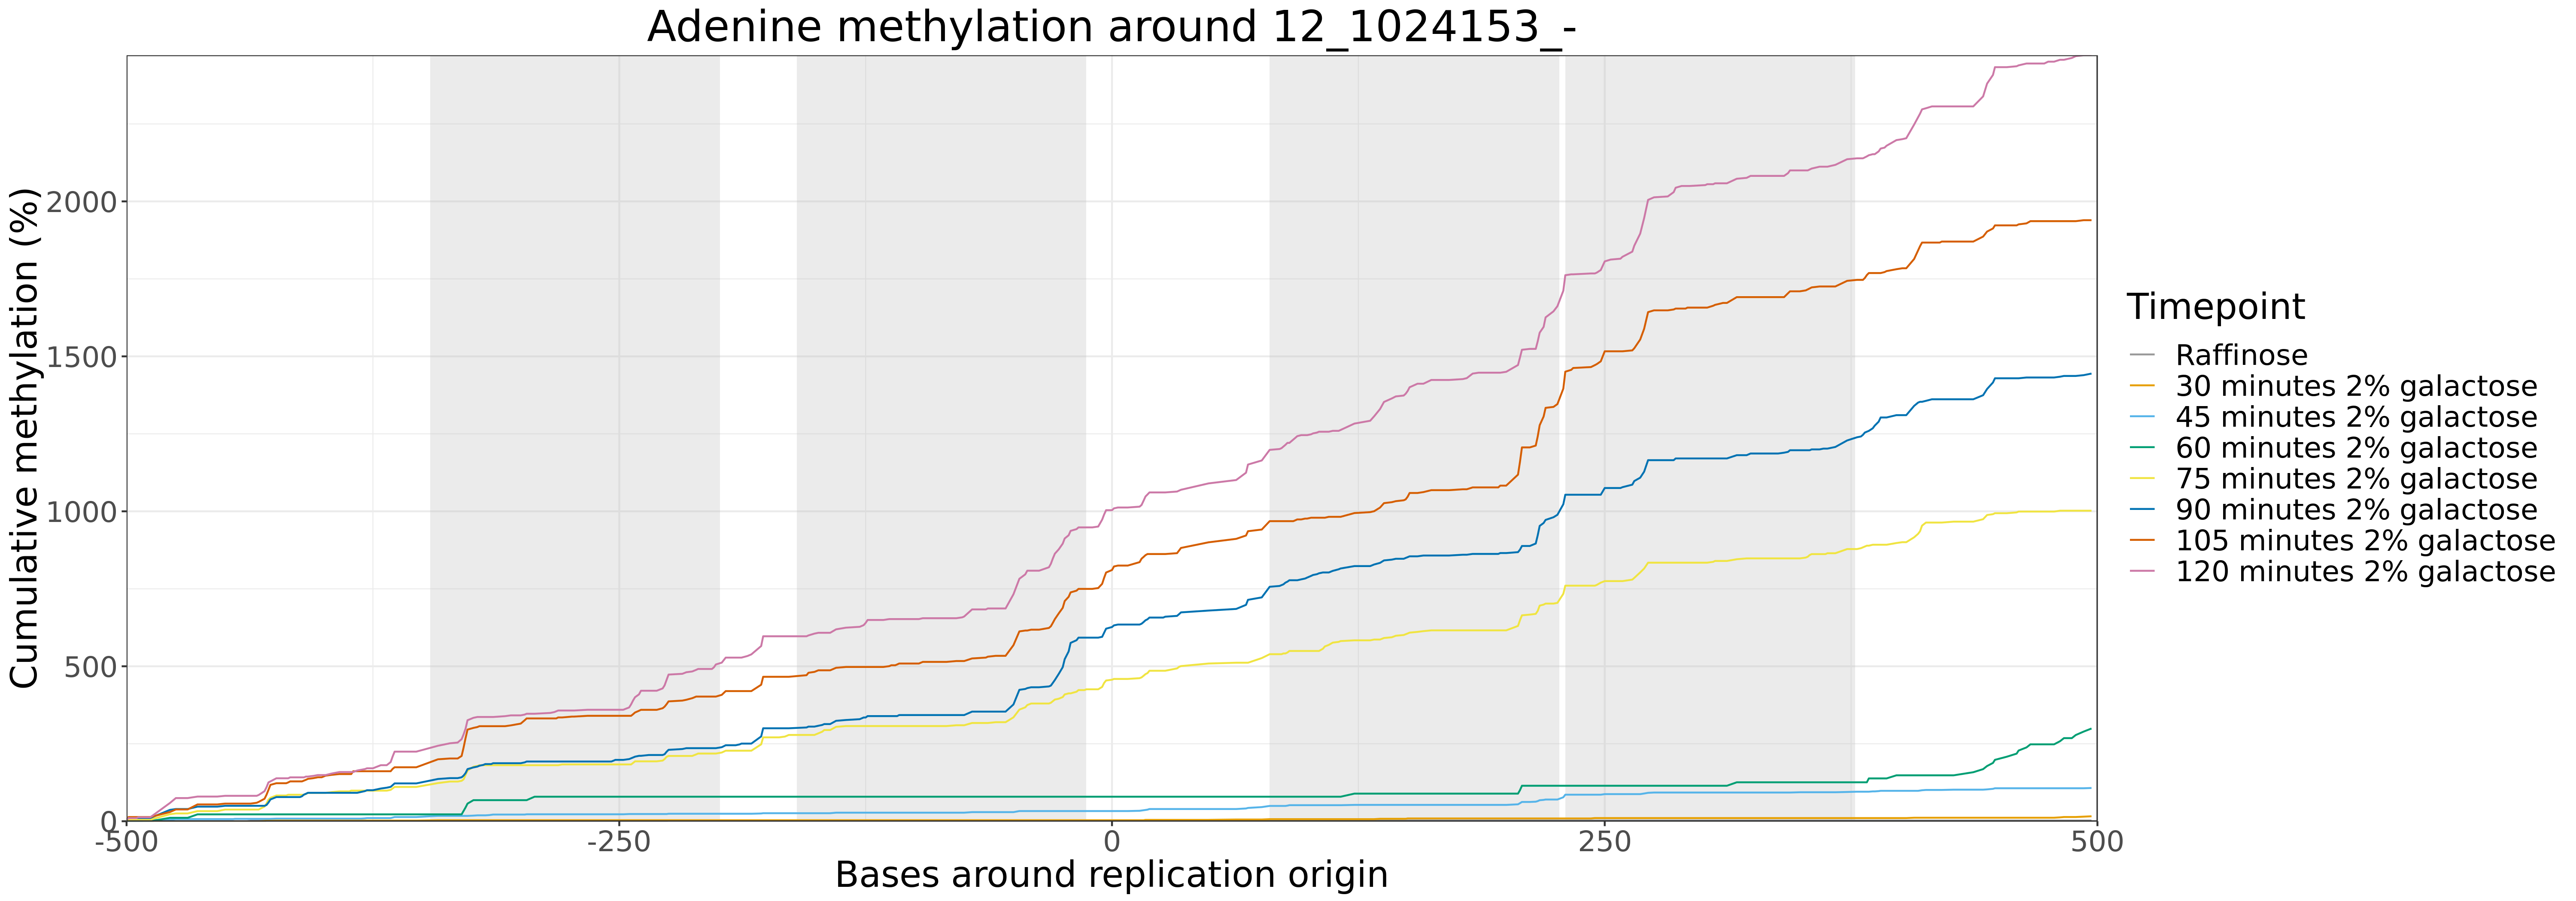 Adenine methylation around 12_1024153_-
Cumulative methylation (%)
2000
1500
1000
500
0
-500
-250
0
250
500
Bases around replication origin
Timepoint
Raffinose
30 minutes 2% galactose
45 minutes 2% galactose
60 minutes 2% galactose
75 minutes 2% galactose
90 minutes 2% galactose
105 minutes 2% galactose
120 minutes 2% galactose